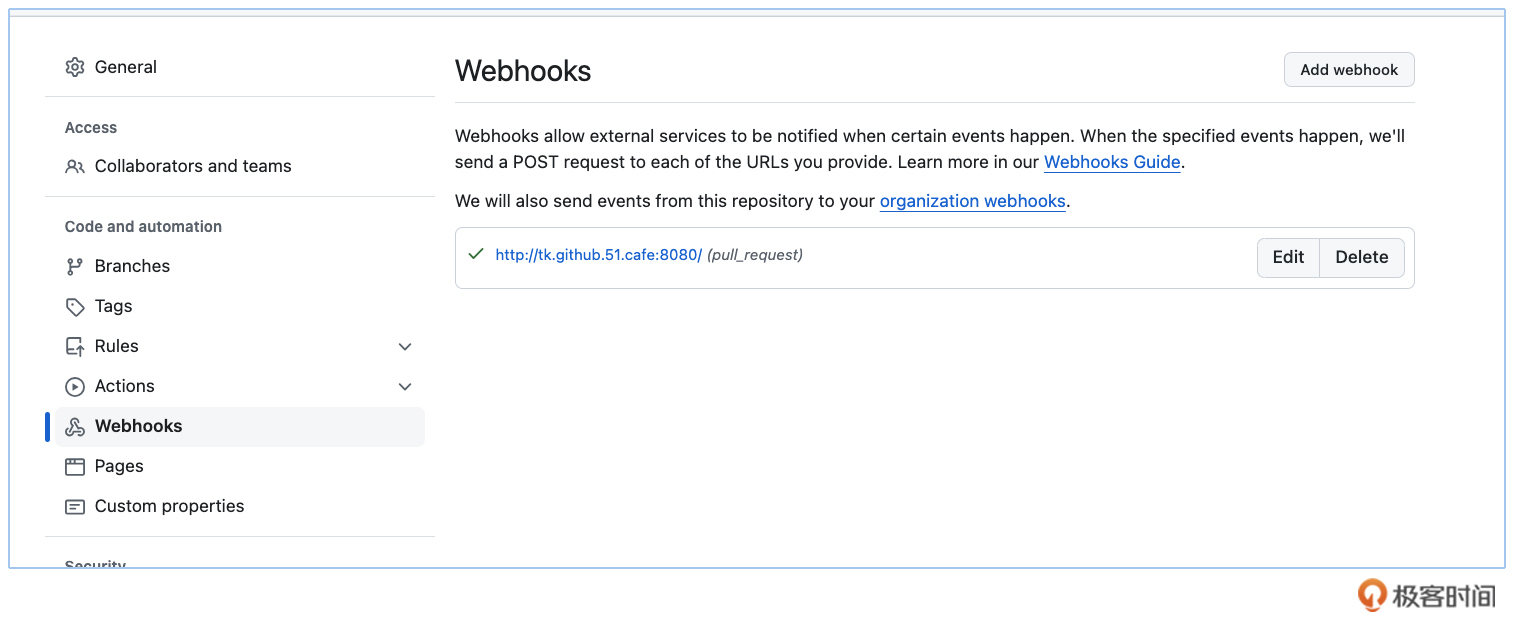 General
Access
Collaborators and teams
Code and automation
Branches
Tags
Rules
Actions
Webhooks
Pages
Custom properties
Security
Webhooks
Add webhook
Webhooks allow external services to be notified when certain events happen. When the specified events happen, we'll
send a POST request to each of the URLs you provide. Learn more in our Webhooks Guide.
We will also send events from this repository to your organization webhooks.
http://tk.github.51.cafe:8080/ (pull_request)
Edit
Delete
极客时间